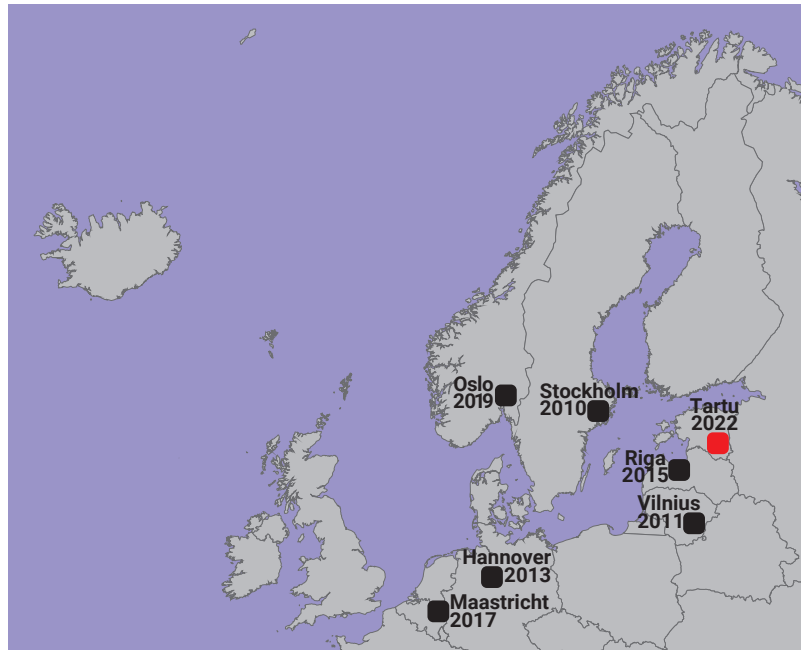 Oslo
2019
Stockholm
2010
Tartu
2022
Riga
2015
Vilnius
2011
Hannover
2013
Maastricht
2017